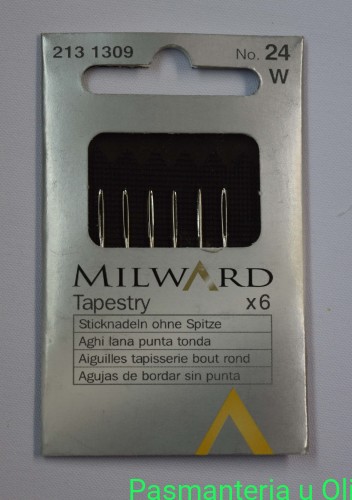 213 1309
No. 24
W
MILWARD
Tapestry x6
Sticknadeln ohne Spitze
Aghi lana punta tonda
Aiguilles tapisserie bout rond
Agujas de bordar sin punta
Pasmanteria u Oli